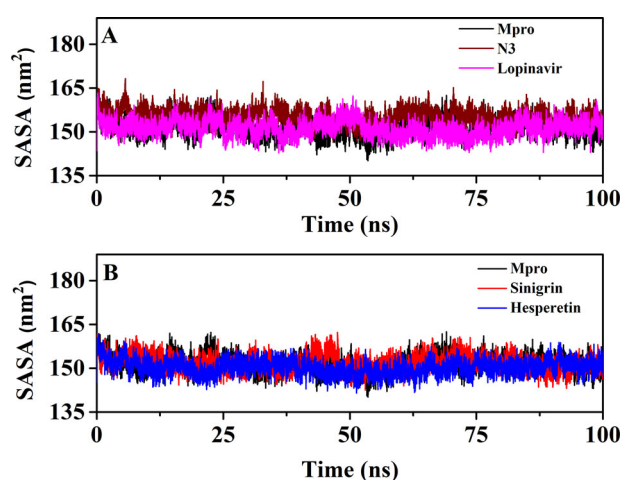 A
Mpro
N3
Lopinavir
SASA (nm²)
180
165
150
135
0
25
50
75
100
Time (ns)
B
Mpro
Sinigrin
Hesperetin
SASA (nm²)
180
165
150
135
0
25
50
75
100
Time (ns)